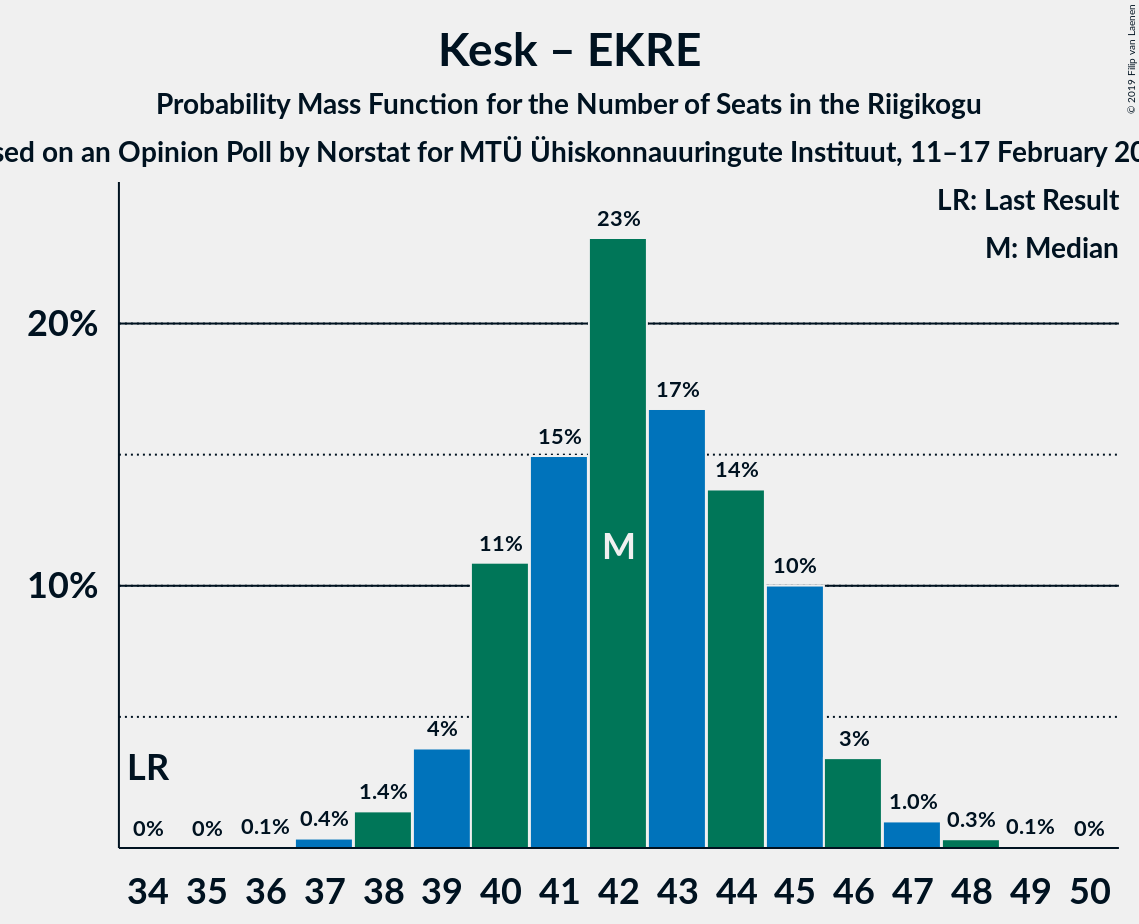 Kesk – EKRE
Probability Mass Function for the Number of Seats in the Riigikogu
on an Opinion Poll by Norstat for MTÜ Ühiskonnauuringute Instituut, 11–17 February
© 2019 Filip van Laenen
LR: Last Result
M: Median
20%
10%
0%
0%
0.1%
0.4%
1.4%
4%
11%
15%
23%
17%
14%
10%
3%
1.0%
0.3%
0.1%
0%
LR
M
34 35 36 37 38 39 40 41 42 43 44 45 46 47 48 49 50